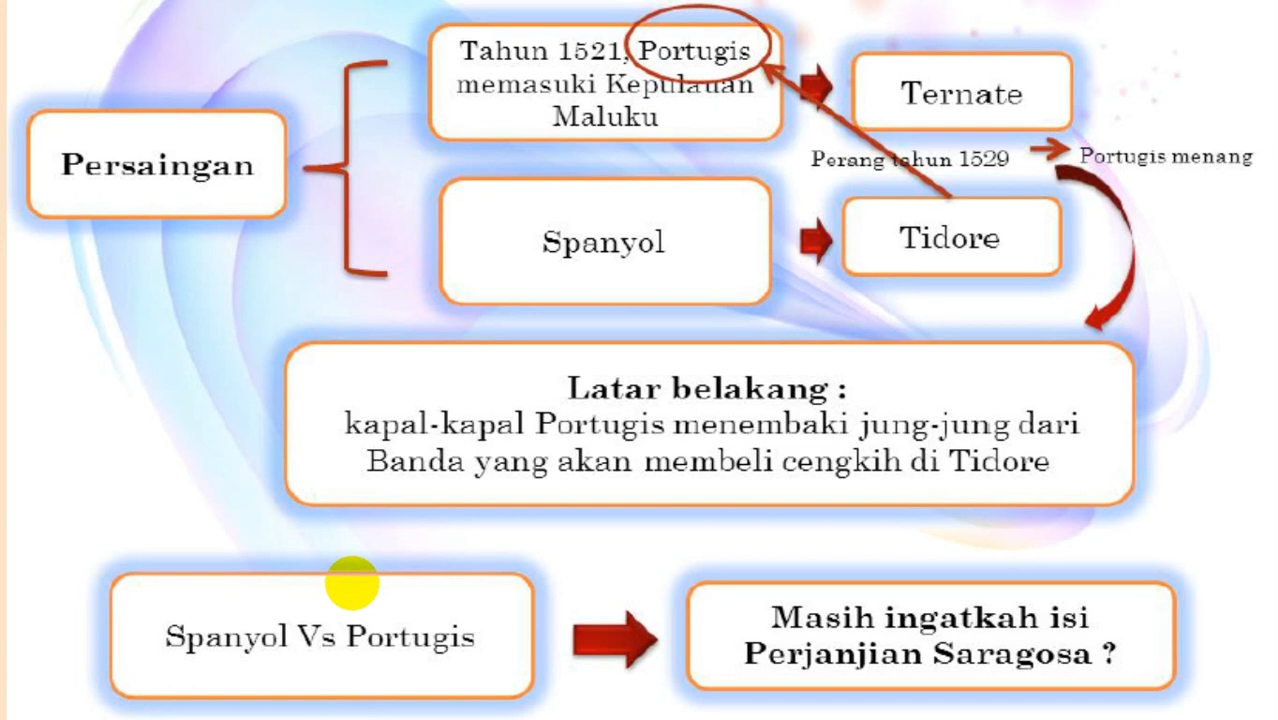 Persaingan
Tahun 1521, Portugis
memasuki Kepulauan
Maluku
Ternate
Perang tahun 1529
Portugis menang
Spanyol
Tidore
Latar belakang :
kapal-kapal Portugis menembaki jung-jung dari
Banda yang akan membeli cengkih di Tidore
Spanyol Vs Portugis
Masih ingatkah isi
Perjanjian Saragosa ?